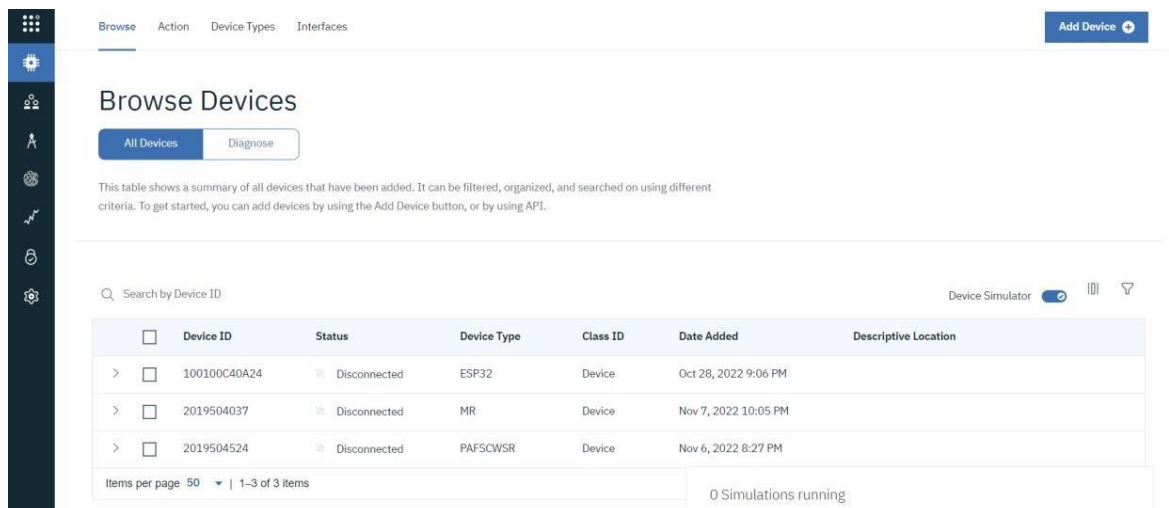 Browse Action Device Types Interfaces Add Device
Browse Devices
All Devices Diagnose
This table shows a summary of all devices that have been added. It can be filtered, organized, and searched on using different
criteria. To get started, you can add devices by using the Add Device button, or by using API.
Search by Device ID Device Simulator
Device ID Status Device Type Class ID Date Added Descriptive Location
100100C40A24 Disconnected ESP32 Device Oct 28, 2022 9:06 PM
2019504037 Disconnected MR Device Nov 7, 2022 10:05 PM
2019504524 Disconnected PAFSCWSR Device Nov 6, 2022 8:27 PM
Items per page 50 | 1–3 of 3 items
0 Simulations running